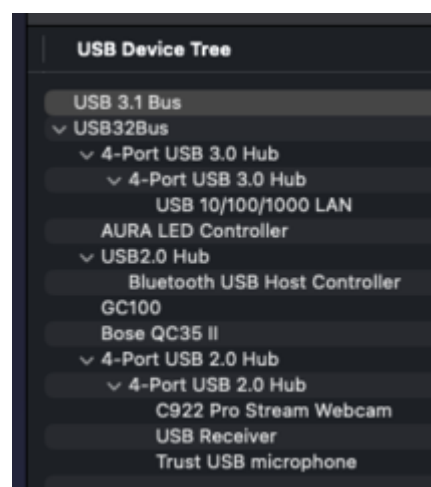 USB Device Tree
USB 3.1 Bus
USB32Bus
4-Port USB 3.0 Hub
4-Port USB 3.0 Hub
USB 10/100/1000 LAN
AURA LED Controller
USB2.0 Hub
Bluetooth USB Host Controller
GC100
Bose QC35 II
4-Port USB 2.0 Hub
4-Port USB 2.0 Hub
C922 Pro Stream Webcam
USB Receiver
Trust USB microphone